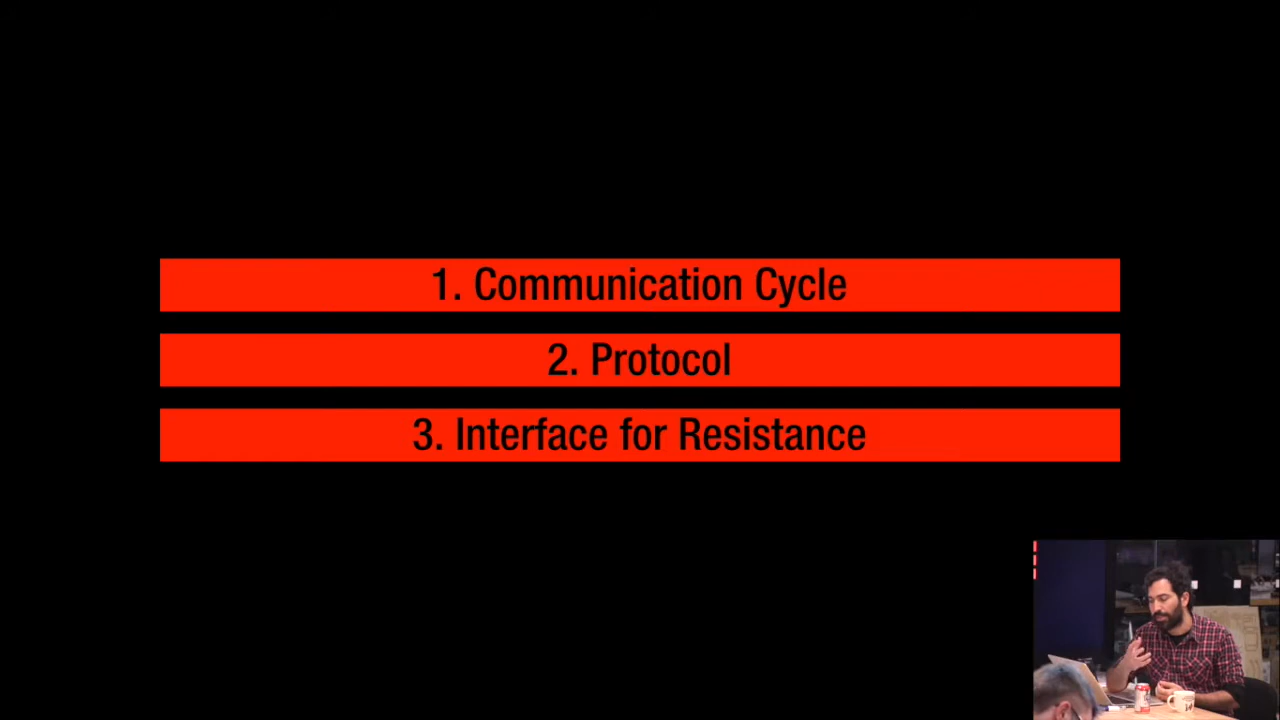 1. Communication Cycle
2. Protocol
3. Interface for Resistance